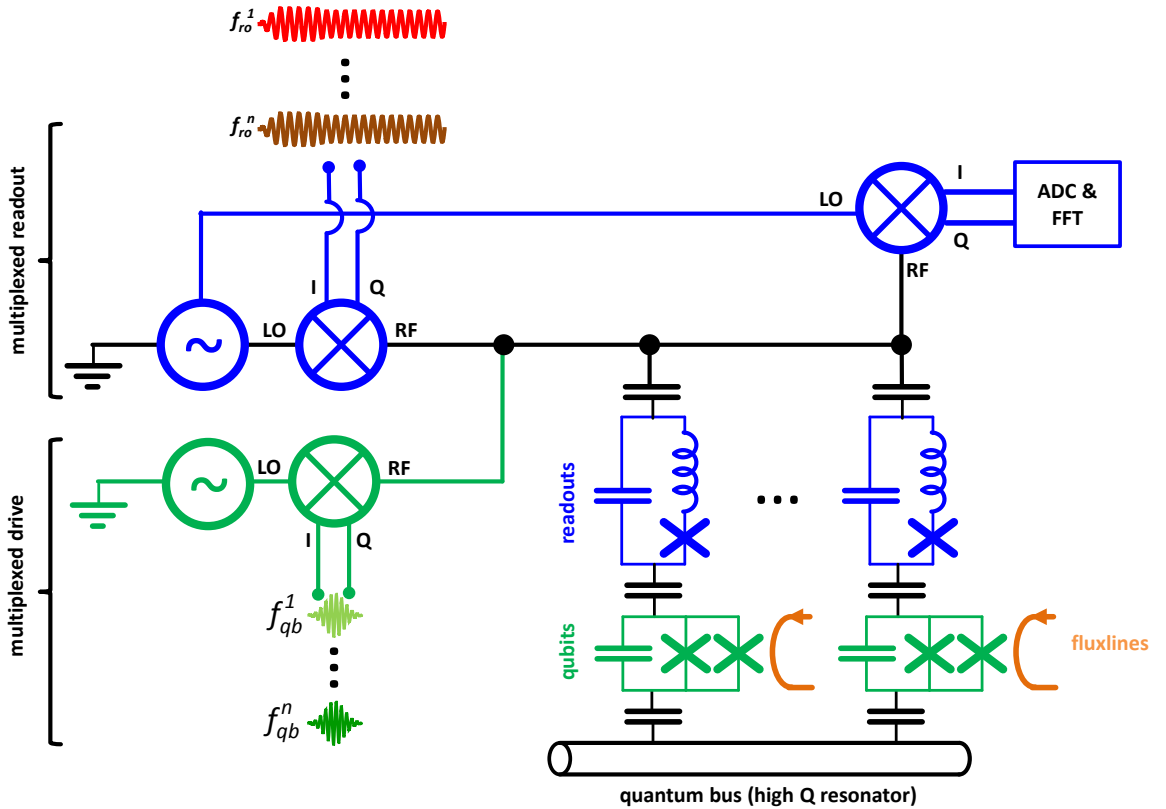 f_ro^1
f_ro^n
multiplexed readout
LO
I
Q
RF
LO
I
Q
RF
ADC &
FFT
multiplexed drive
LO
RF
I
Q
f_qb^1
f_qb^n
readouts
qubits
fluxlines
quantum bus (high Q resonator)